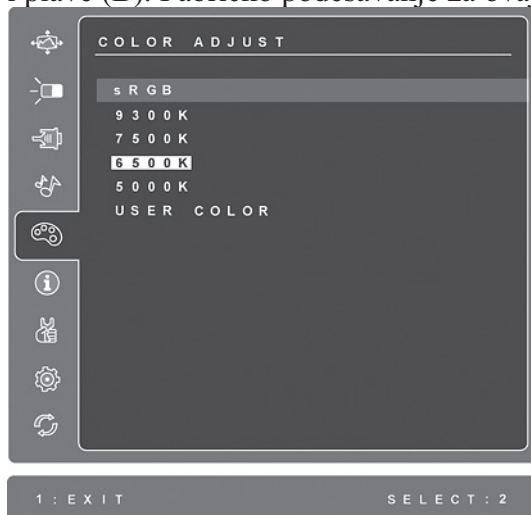 COLOR ADJUST
sRGB
9300K
7500K
6500K
5000K
USER COLOR
1:EXIT SELECT:2